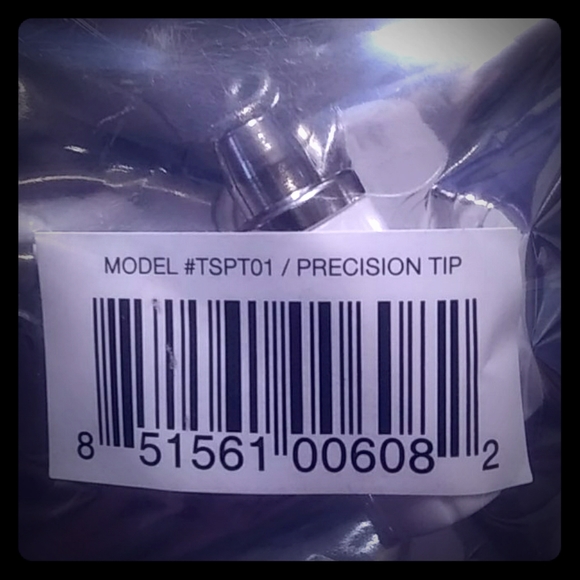 MODEL #TSPT01 / PRECISION TIP
8 51561 00608 2